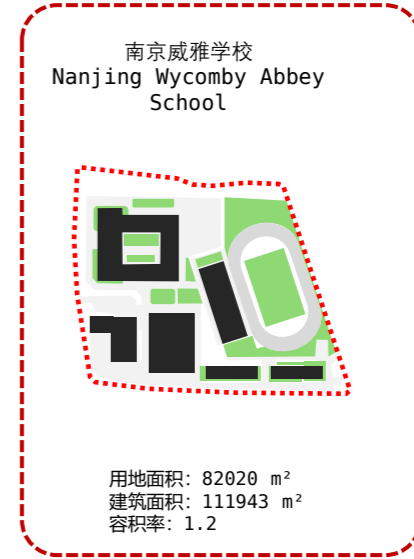 南京威雅学校
Nanjing Wycomby Abbey
School
用地面积：82020 m²
建筑面积：111943 m²
容积率：1.2